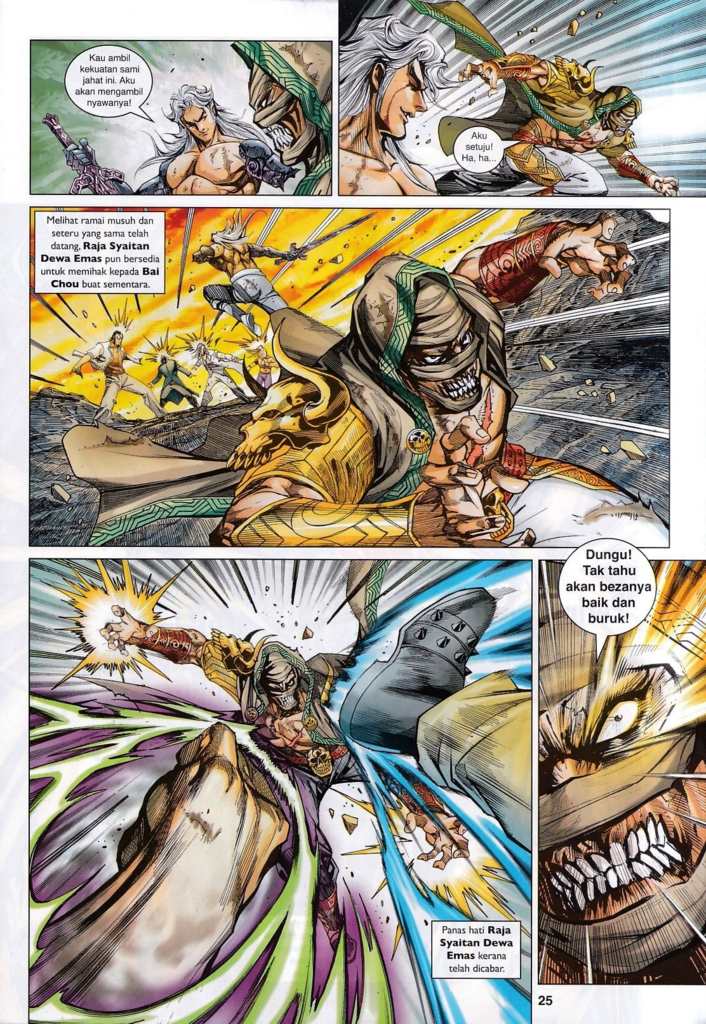 Kau ambil
kekuatan sami
jahat ini. Aku
akan mengambil
nyawanya!
Aku
setuju!
Ha, ha...
Melihat ramai musuh dan
seteru yang sama telah
datang, Raja Syaitan
Dewa Emas pun bersedia
untuk memihak kepada Bai
Chou buat sementara.
Dungu!
Tak tahu
akan bezanya
baik dan
buruk!
Panas hati Raja
Syaitan Dewa
Emas kerana
telah dicabar.
25